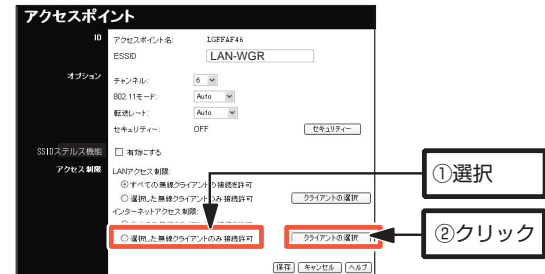 アクセスポイント
ID
アクセスポイント名: LGFFAF46
ESSID LAN-WGR
オプション
チャンネル: 6
802.11モード: Auto
転送レート: Auto
セキュリティー: OFF セキュリティー
SSIDステルス機能 有効にする
アクセス制限
LANアクセス制限:
すべての無線クライアントの接続を許可
選択した無線クライアントのみ接続許可 クライアントの選択
インターネットアクセス制限:
選択した無線クライアントのみ接続許可 クライアントの選択
保存 キャンセル ヘルプ
①選択
②クリック